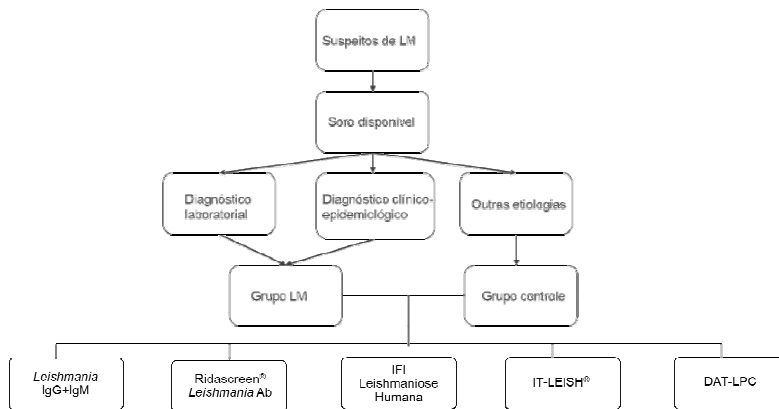 Suspeitos de LM
Soro disponível
Diagnóstico
laboratorial
Diagnóstico clínico-
epidemiológico
Outras etiologias
Grupo LM
Grupo controle
Leishmania
IgG+IgM
Ridascreen®
Leishmania Ab
IFI
Leishmaniose
Humana
IT-LEISH®
DAT-LPC